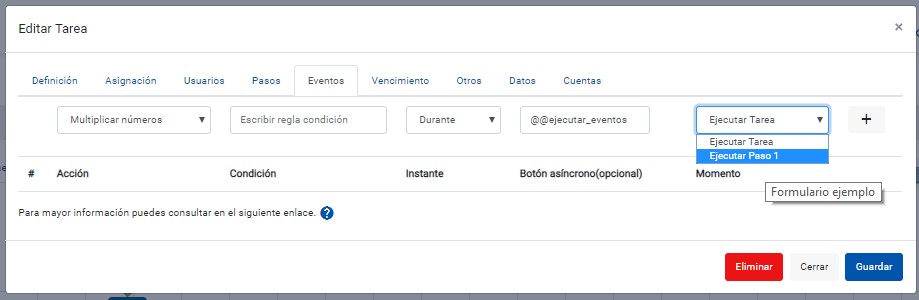 Editar Tarea ×
Definición Asignación Usuarios Pasos Eventos Vencimiento Otros Datos Cuentas
Multiplicar números Escribir regla condición Durante @@ejecutar_eventos Ejecutar Tarea +
Ejecutar Tarea
Ejecutar Paso 1
# Acción Condición Instante Botón asíncrono(opcional) Momento
Formulario ejemplo
Para mayor información puedes consultar en el siguiente enlace. ?
Eliminar Cerrar Guardar